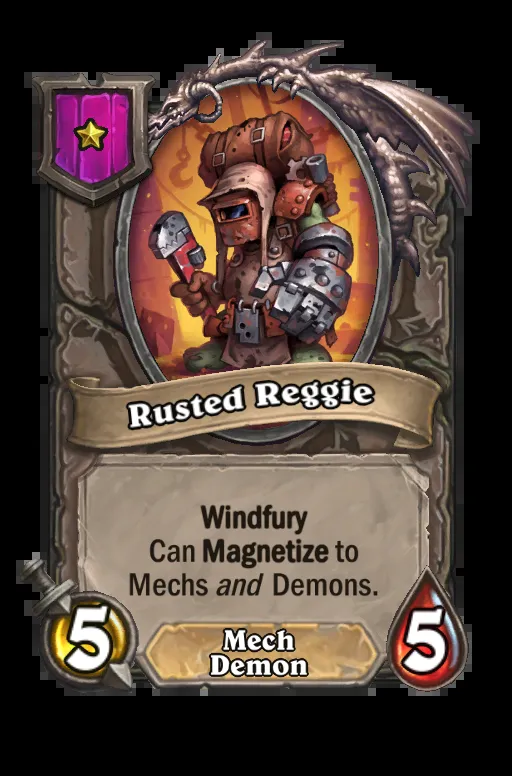 Rusted Reggie
Windfury
Can Magnetize to
Mechs and Demons.
5
Mech
Demon
5